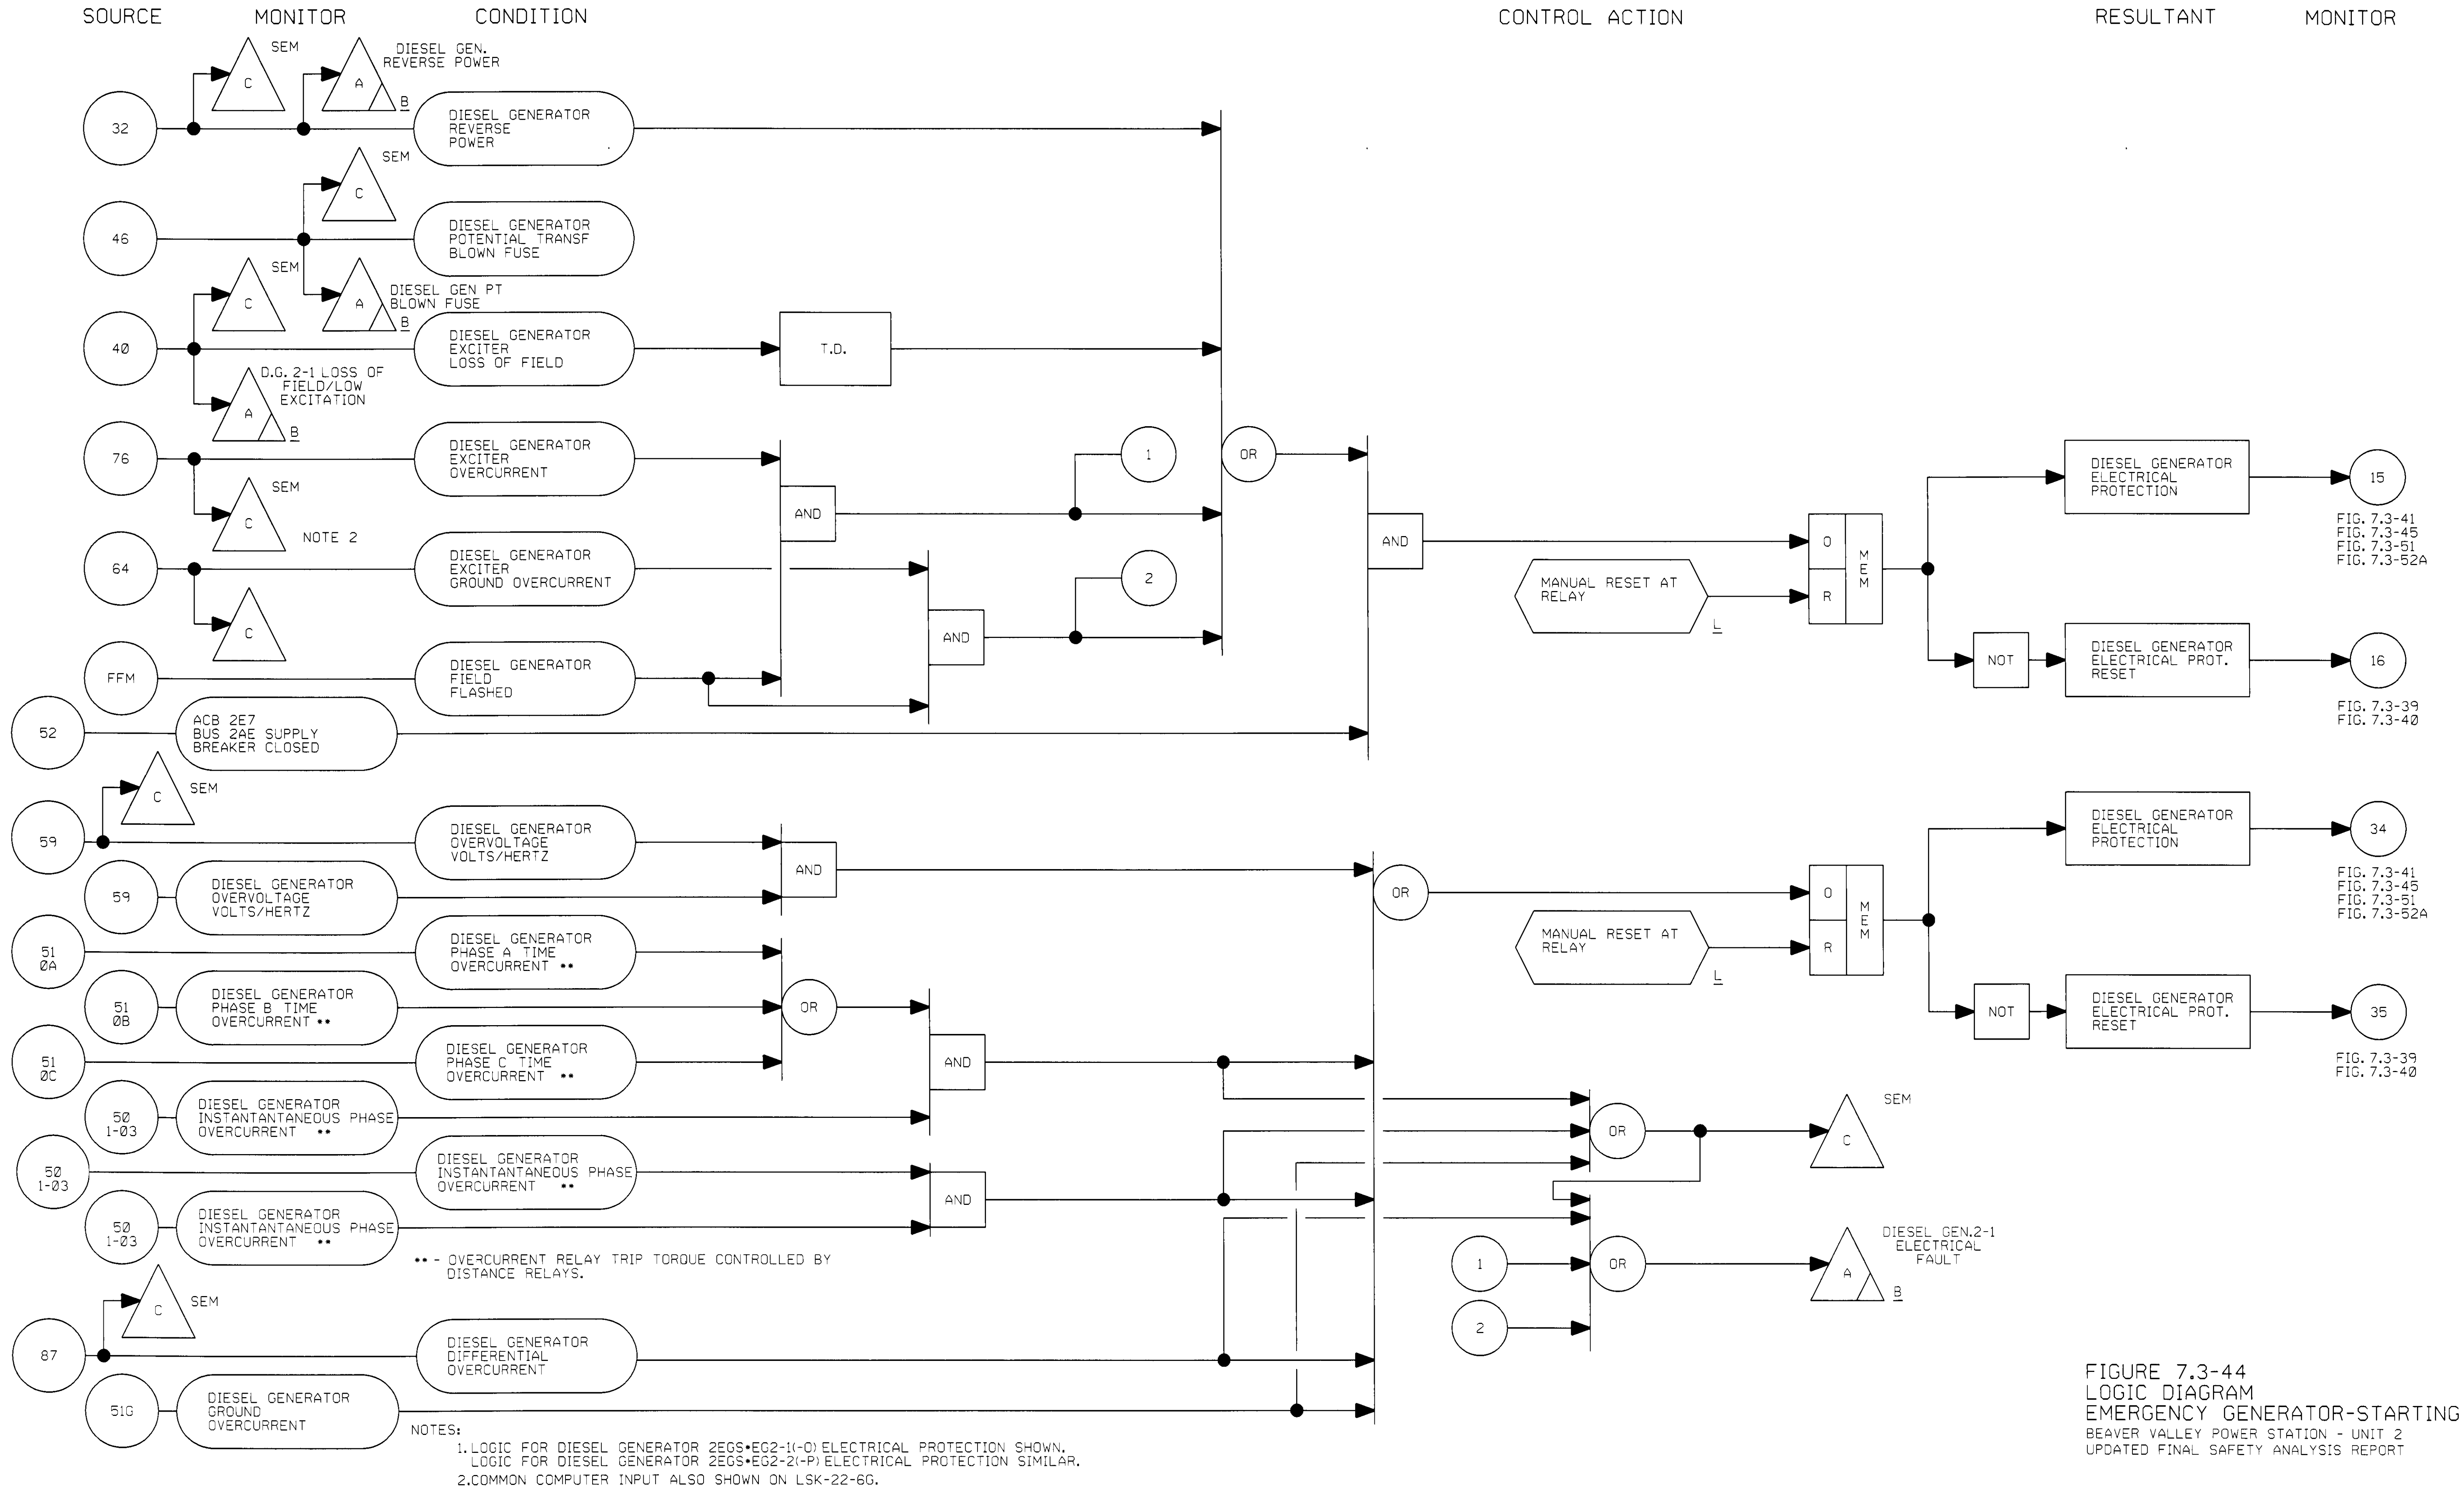 SOURCE
MONITOR
CONDITION
CONTROL ACTION
RESULTANT
MONITOR
SEM
C
A
DIESEL GEN.
REVERSE POWER
B
32
DIESEL GENERATOR
REVERSE
POWER
SEM
C
46
DIESEL GENERATOR
POTENTIAL TRANSF
BLOWN FUSE
SEM
C
A
DIESEL GEN PT
BLOWN FUSE
B
40
DIESEL GENERATOR
EXCITER
LOSS OF FIELD
T.D.
D.G. 2-1 LOSS OF
FIELD/LOW
EXCITATION
A
B
76
DIESEL GENERATOR
EXCITER
OVERCURRENT
1
OR
SEM
C
NOTE 2
AND
AND
64
DIESEL GENERATOR
EXCITER
GROUND OVERCURRENT
2
C
AND
MANUAL RESET AT
RELAY
L
O
R
MEM
DIESEL GENERATOR
ELECTRICAL
PROTECTION
15
FIG. 7.3-41
FIG. 7.3-45
FIG. 7.3-51
FIG. 7.3-52A
NOT
DIESEL GENERATOR
ELECTRICAL PROT.
RESET
16
FIG. 7.3-39
FIG. 7.3-40
FFM
DIESEL GENERATOR
FIELD
FLASHED
52
ACB 2E7
BUS 2AE SUPPLY
BREAKER CLOSED
C
SEM
59
DIESEL GENERATOR
OVERVOLTAGE
VOLTS/HERTZ
AND
59
DIESEL GENERATOR
OVERVOLTAGE
VOLTS/HERTZ
OR
51
ØA
DIESEL GENERATOR
PHASE A TIME
OVERCURRENT **
51
ØB
DIESEL GENERATOR
PHASE B TIME
OVERCURRENT **
OR
51
ØC
DIESEL GENERATOR
PHASE C TIME
OVERCURRENT **
AND
MANUAL RESET AT
RELAY
L
O
R
MEM
DIESEL GENERATOR
ELECTRICAL
PROTECTION
34
FIG. 7.3-41
FIG. 7.3-45
FIG. 7.3-51
FIG. 7.3-52A
NOT
DIESEL GENERATOR
ELECTRICAL PROT.
RESET
35
FIG. 7.3-39
FIG. 7.3-40
50
1-03
DIESEL GENERATOR
INSTANTANTANEOUS PHASE
OVERCURRENT **
50
1-03
DIESEL GENERATOR
INSTANTANTANEOUS PHASE
OVERCURRENT **
AND
50
1-03
DIESEL GENERATOR
INSTANTANTANEOUS PHASE
OVERCURRENT **
OR
C
SEM
** - OVERCURRENT RELAY TRIP TORQUE CONTROLLED BY
DISTANCE RELAYS.
1
OR
A
B
DIESEL GEN.2-1
ELECTRICAL
FAULT
2
C
SEM
87
DIESEL GENERATOR
DIFFERENTIAL
OVERCURRENT
51G
DIESEL GENERATOR
GROUND
OVERCURRENT
NOTES:
1. LOGIC FOR DIESEL GENERATOR 2EGS*EG2-1(-O) ELECTRICAL PROTECTION SHOWN.
LOGIC FOR DIESEL GENERATOR 2EGS*EG2-2(-P) ELECTRICAL PROTECTION SIMILAR.
2.COMMON COMPUTER INPUT ALSO SHOWN ON LSK-22-6G.
FIGURE 7.3-44
LOGIC DIAGRAM
EMERGENCY GENERATOR-STARTING
BEAVER VALLEY POWER STATION - UNIT 2
UPDATED FINAL SAFETY ANALYSIS REPORT